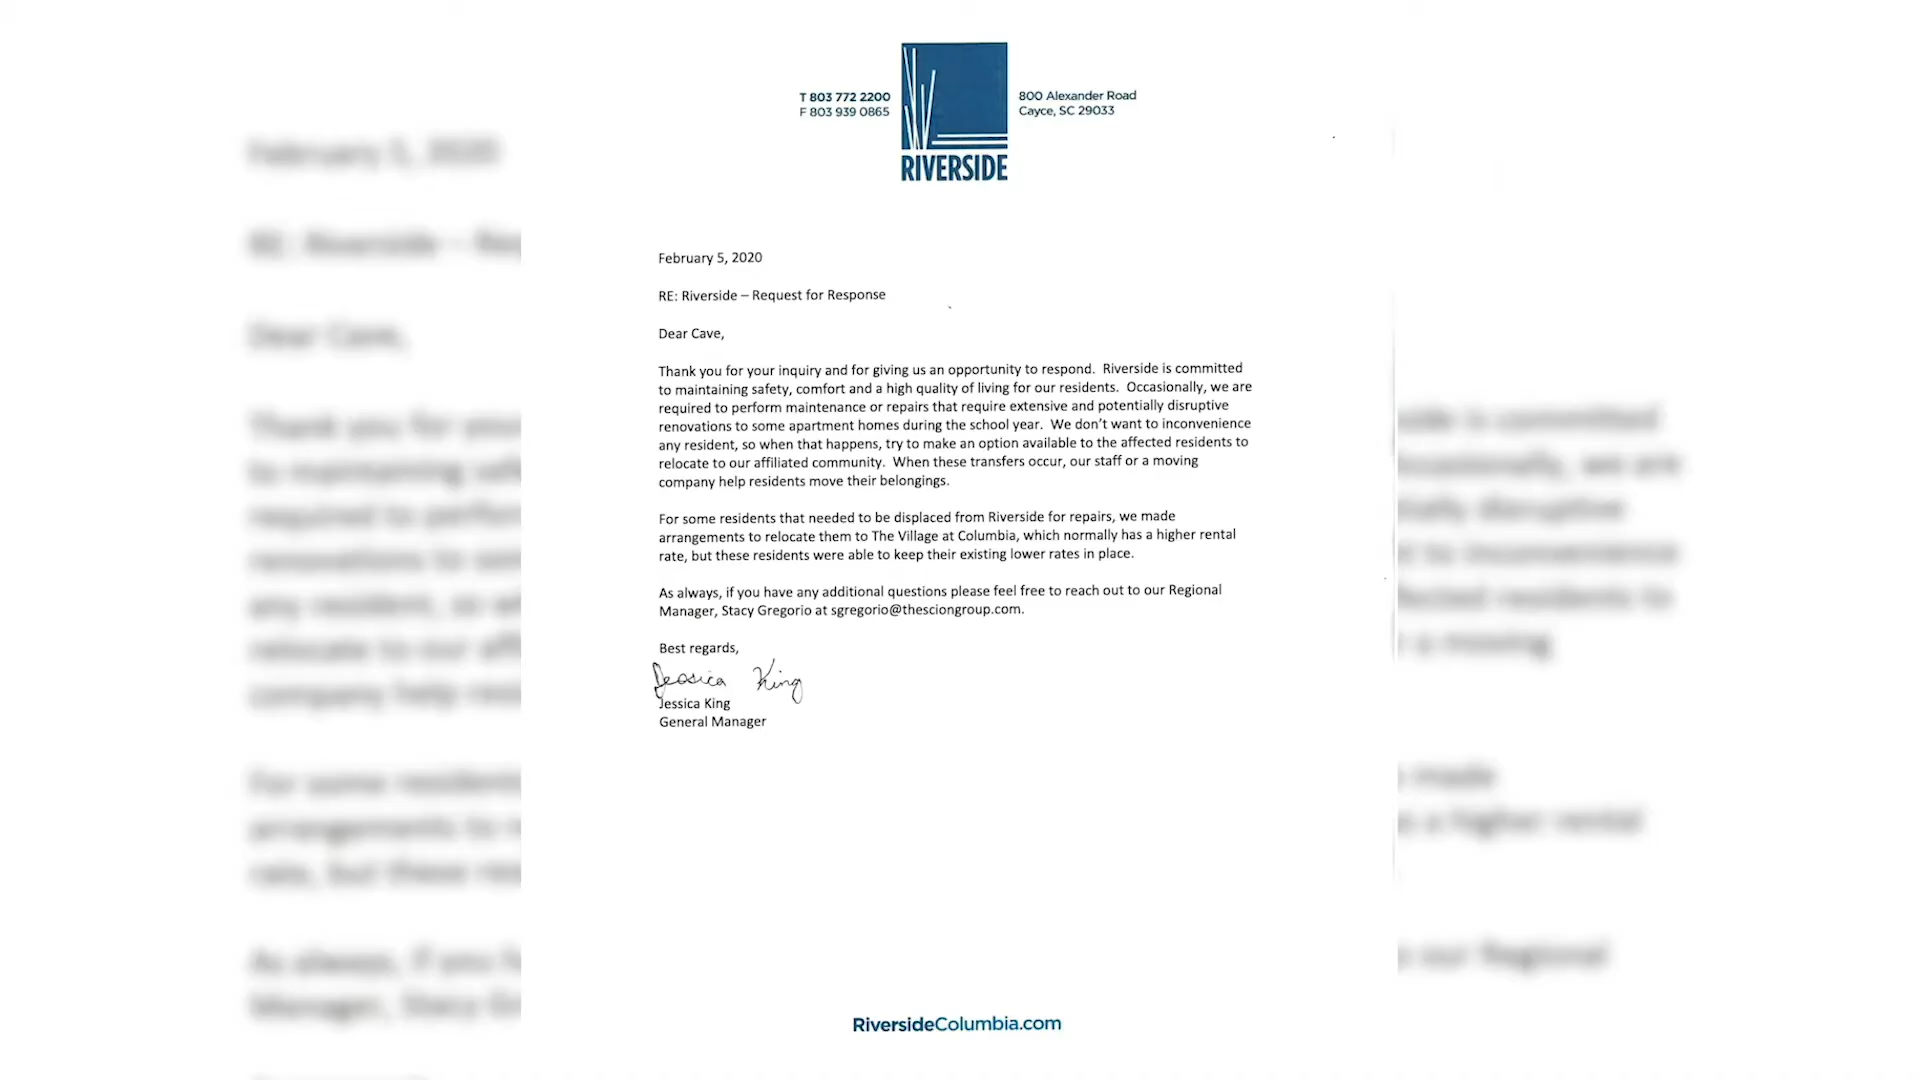 T 803 772 2200
F 803 939 0865
800 Alexander Road
Cayce, SC 29033
RIVERSIDE
February 5, 2020
RE: Riverside – Request for Response
Dear Cave,
Thank you for your inquiry and for giving us an opportunity to respond.  Riverside is committed
to maintaining safety, comfort and a high quality of living for our residents.  Occasionally, we are
required to perform maintenance or repairs that require extensive and potentially disruptive
renovations to some apartment homes during the school year.  We don't want to inconvenience
any resident, so when that happens, try to make an option available to the affected residents to
relocate to our affiliated community.  When these transfers occur, our staff or a moving
company help residents move their belongings.
For some residents that needed to be displaced from Riverside for repairs, we made
arrangements to relocate them to The Village at Columbia, which normally has a higher rental
rate, but these residents were able to keep their existing lower rates in place.
As always, if you have any additional questions please feel free to reach out to our Regional
Manager, Stacy Gregorio at sgregorio@thesciongroup.com.
Best regards,
Jessica King
Jessica King
General Manager
RiversideColumbia.com